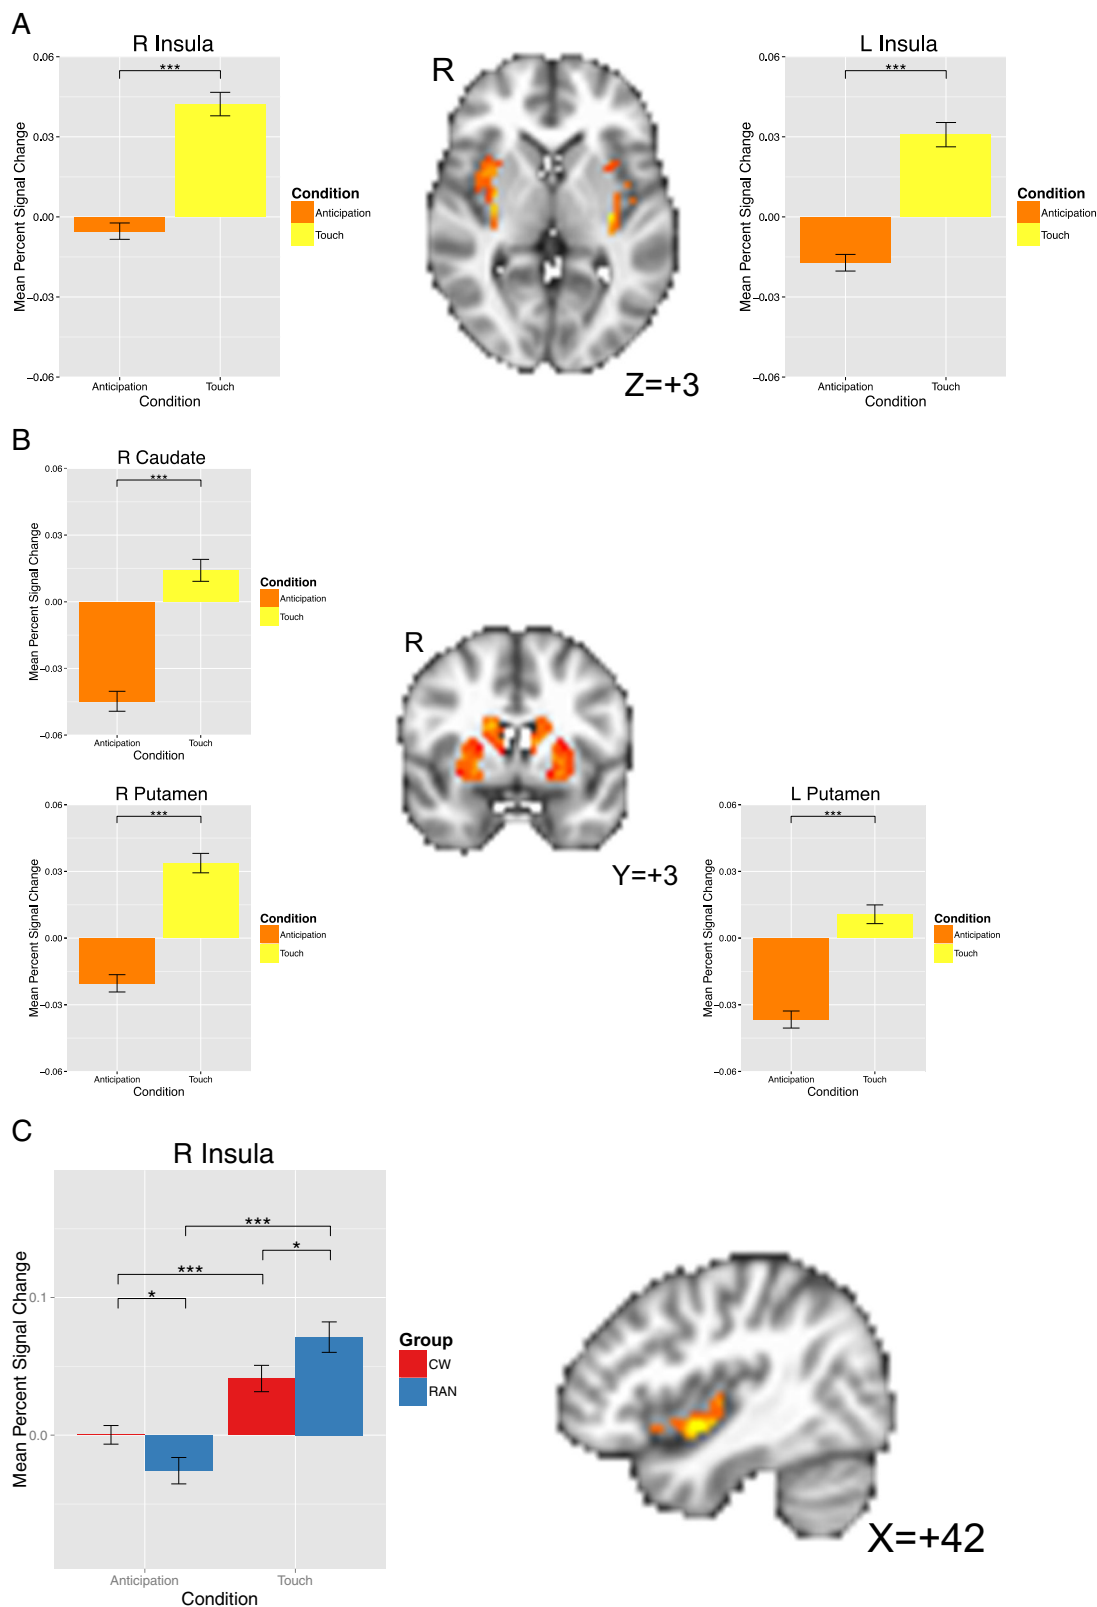 A
R Insula
0.06
0.03
0.00
−0.03
−0.06
Mean Percent Signal Change
***
Anticipation
Touch
Condition
Condition
Anticipation
Touch
R
Z=+3
L Insula
0.06
0.03
0.00
−0.03
−0.06
Mean Percent Signal Change
***
Anticipation
Touch
Condition
Condition
Anticipation
Touch
B
R Caudate
0.06
0.03
0.00
−0.03
−0.06
Mean Percent Signal Change
***
Anticipation
Touch
Condition
Condition
Anticipation
Touch
R
Y=+3
R Putamen
0.06
0.03
0.00
−0.03
−0.06
Mean Percent Signal Change
***
Anticipation
Touch
Condition
Condition
Anticipation
Touch
L Putamen
0.06
0.03
0.00
−0.03
−0.06
Mean Percent Signal Change
***
Anticipation
Touch
Condition
Condition
Anticipation
Touch
C
R Insula
0.1
0.0
Mean Percent Signal Change
***
*
***
*
Anticipation
Touch
Condition
Group
CW
RAN
X=+42